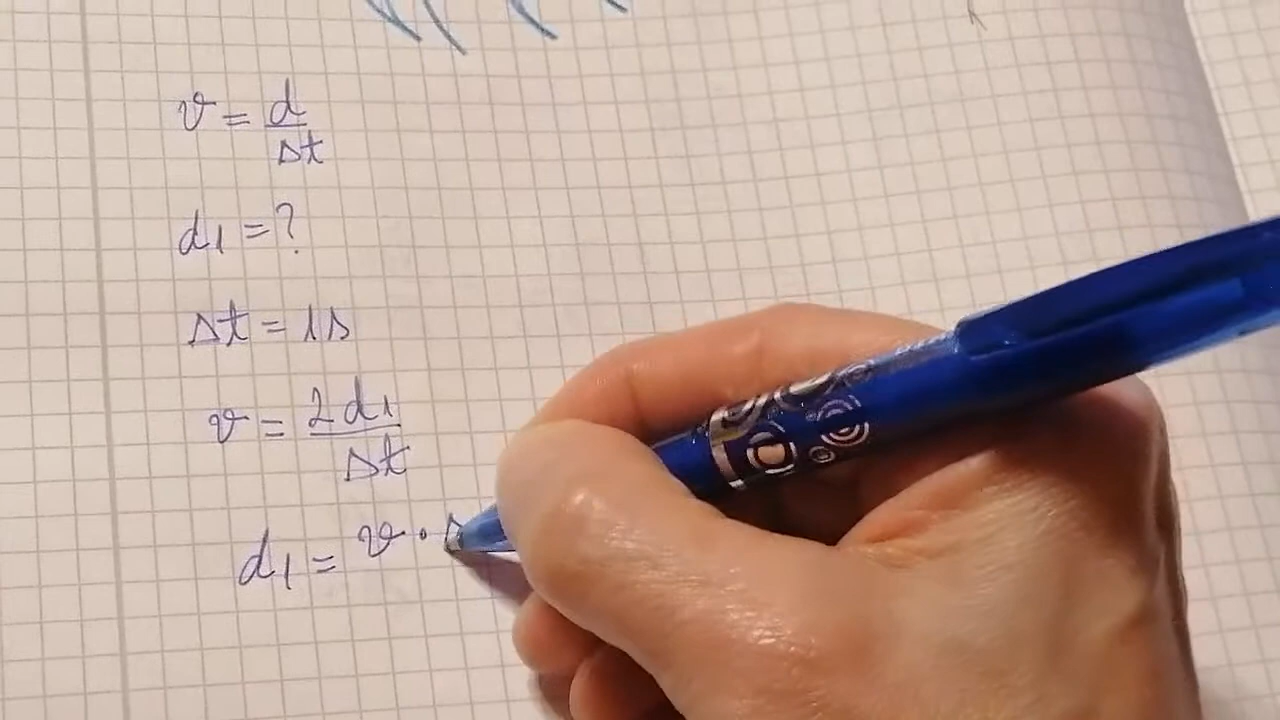 v = d/Δt
d1 = ?
Δt = 1s
v = 2d1/Δt
d1 = v · Δ